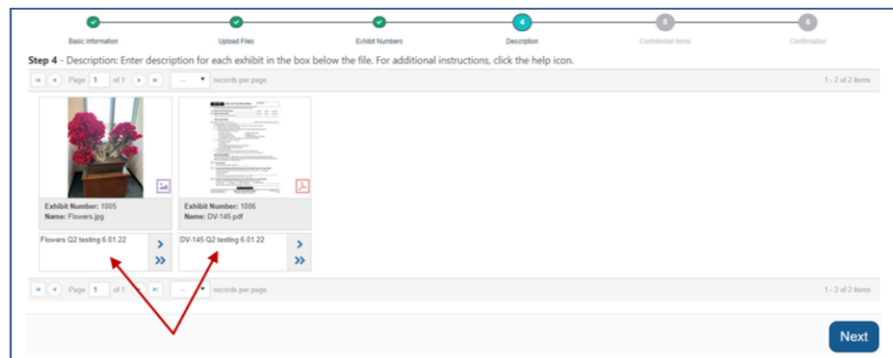 4
5
6
Basic Information
Upload Files
Exhibit Numbers
Description
Confidential Items
Confirmation
Step 4 - Description: Enter description for each exhibit in the box below the file. For additional instructions, click the help icon.
Page 1 of 1 ... records per page 1 - 2 of 2 items
Exhibit Number: 1005
Name: Flowers.jpg
Exhibit Number: 1006
Name: DV-145.pdf
Flowers Q2 testing 6.01.22
DV-145 Q2 testing 6.01.22
Page 1 of 1 ... records per page 1 - 2 of 2 items
Next